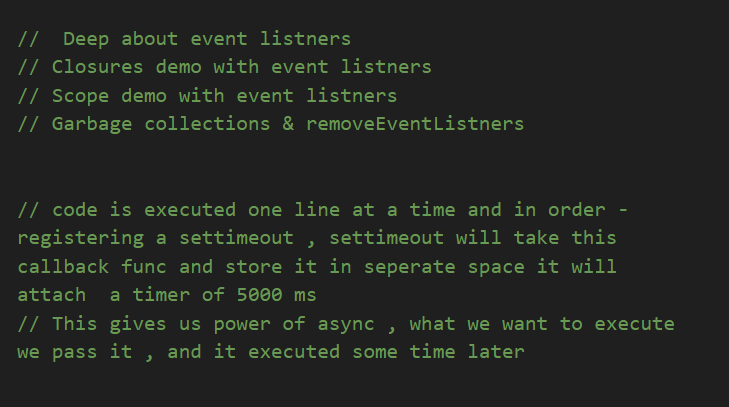 //  Deep about event listners
// Closures demo with event listners
// Scope demo with event listners
// Garbage collections & removeEventListners
// code is executed one line at a time and in order -
registering a settimeout , settimeout will take this
callback func and store it in seperate space it will
attach  a timer of 5000 ms
// This gives us power of async , what we want to execute
we pass it , and it executed some time later